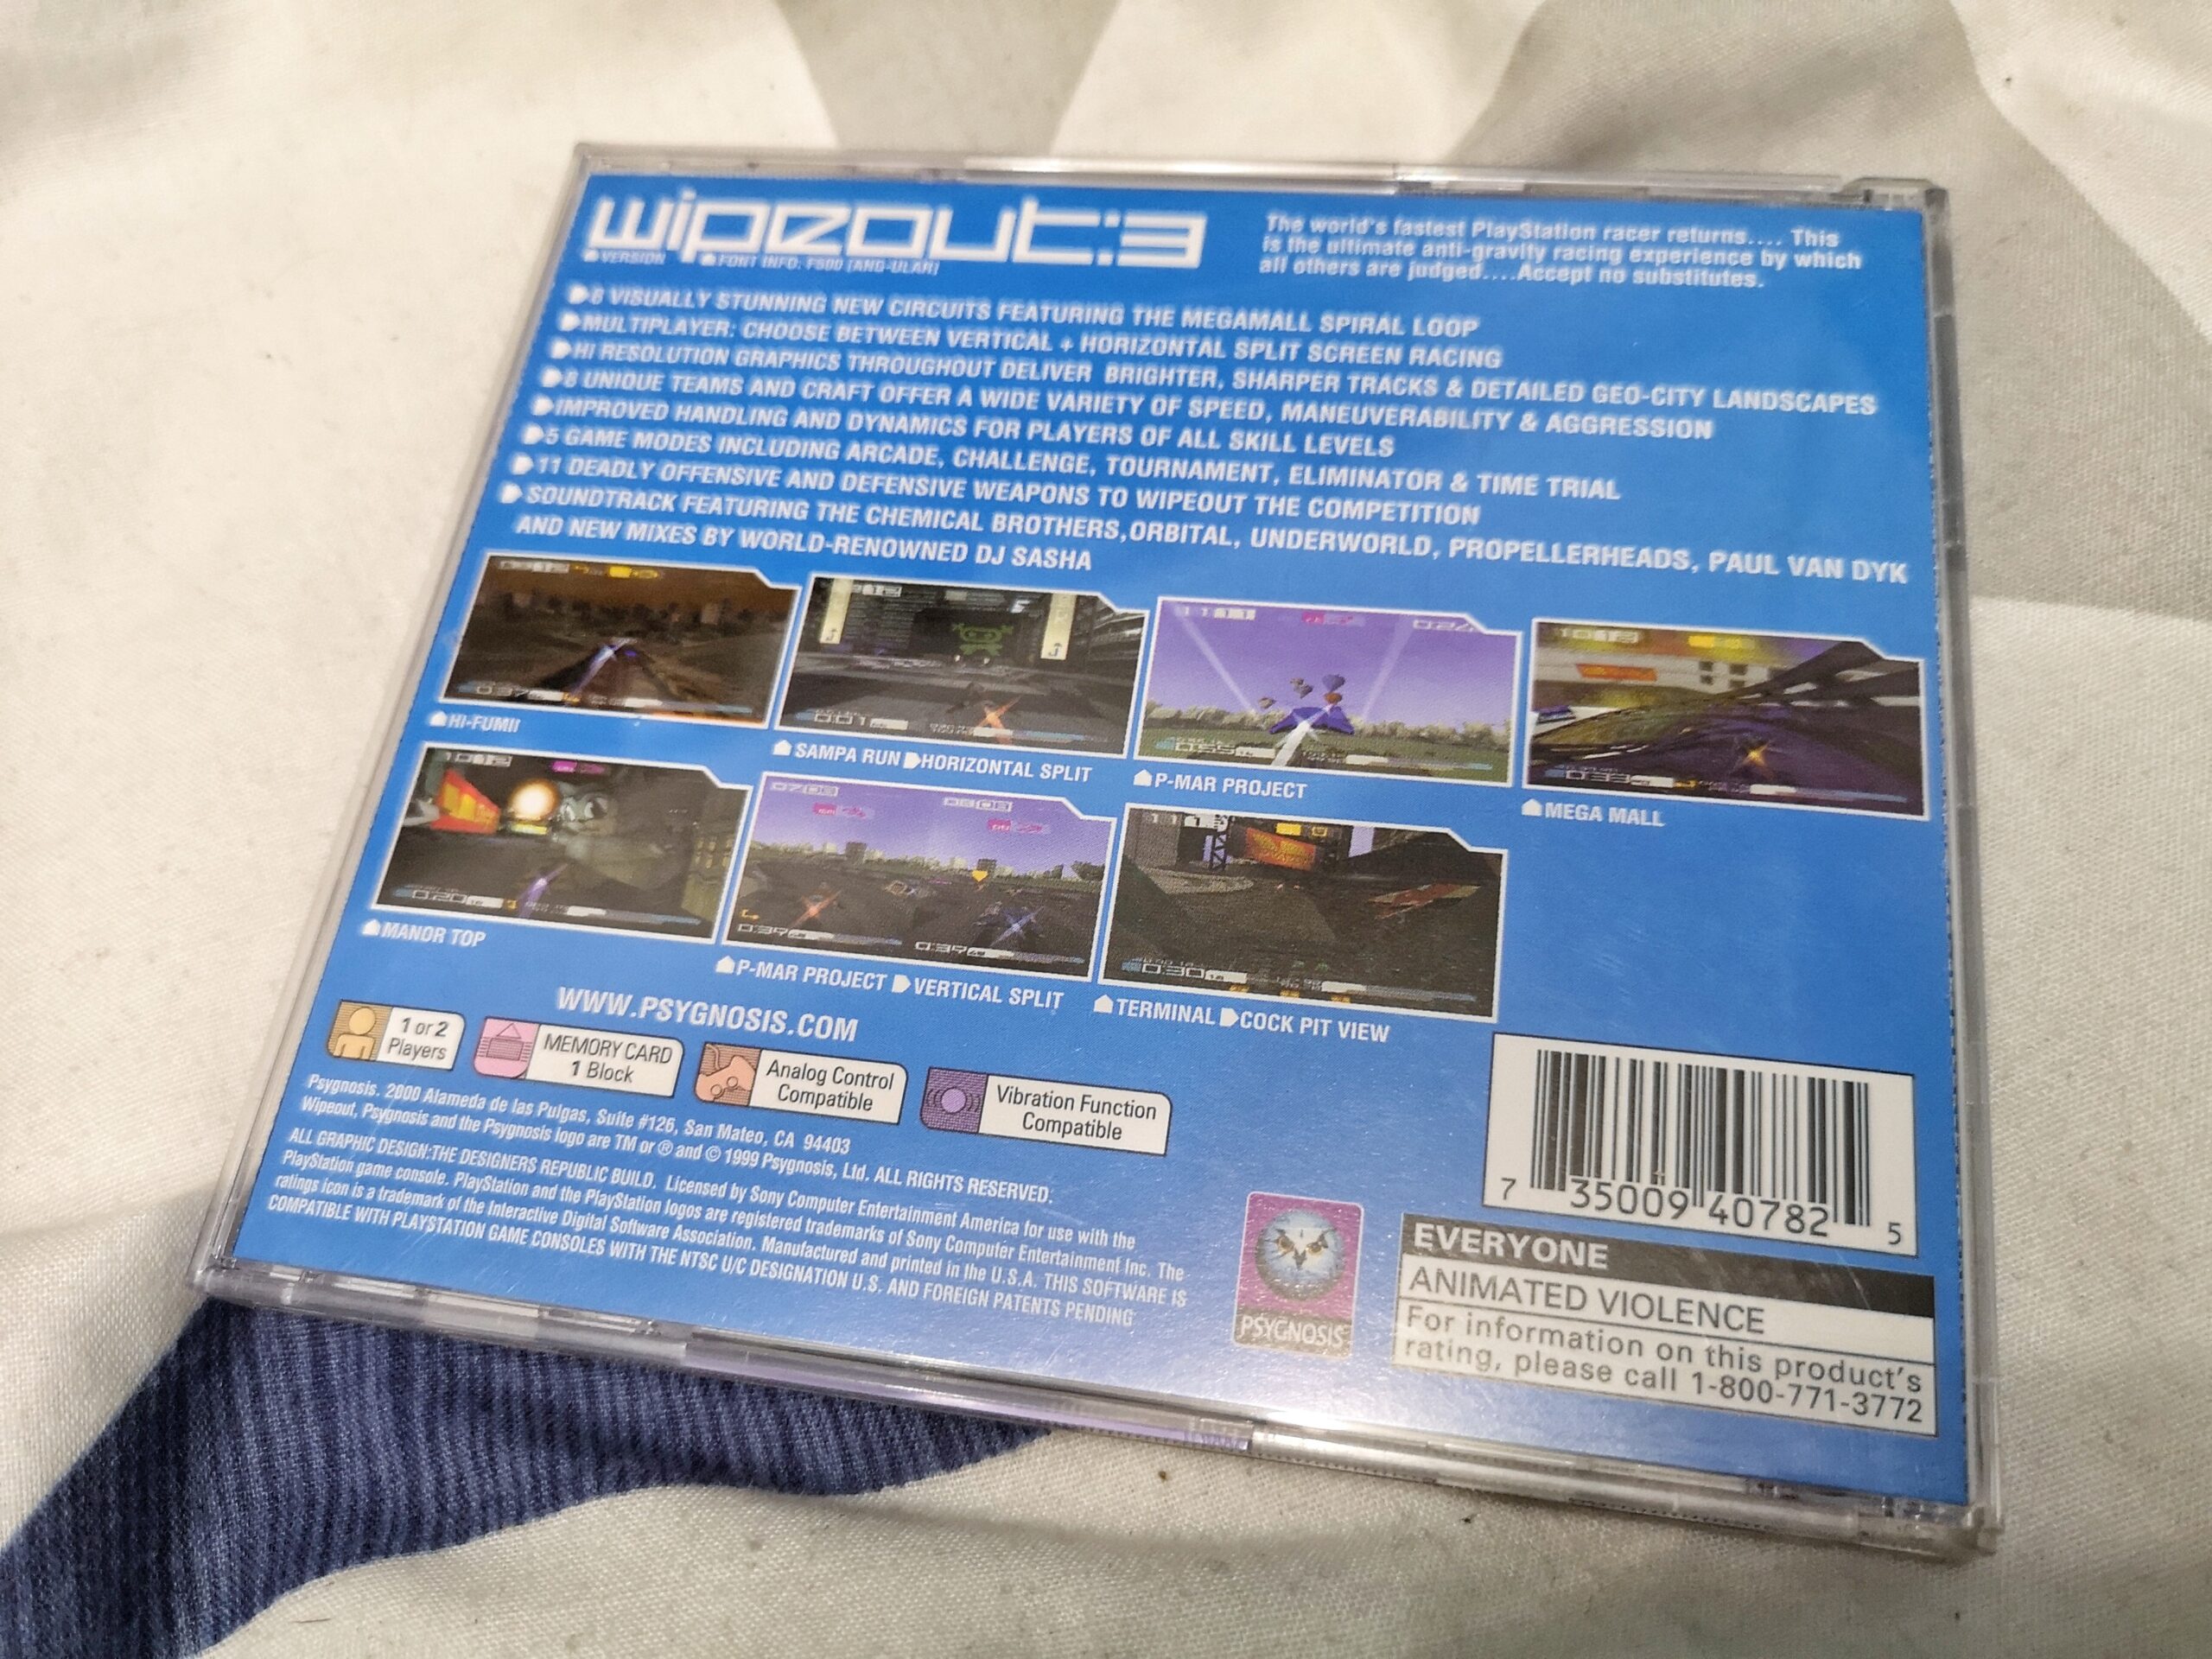 wipeout:3
VERSION FONT INFO: F500 [ANG-ULAR]
The world's fastest PlayStation racer returns.... This
is the ultimate anti-gravity racing experience by which
all others are judged....Accept no substitutes.
8 VISUALLY STUNNING NEW CIRCUITS FEATURING THE MEGAMALL SPIRAL LOOP
MULTIPLAYER: CHOOSE BETWEEN VERTICAL + HORIZONTAL SPLIT SCREEN RACING
HI RESOLUTION GRAPHICS THROUGHOUT DELIVER BRIGHTER, SHARPER TRACKS & DETAILED GEO-CITY LANDSCAPES
8 UNIQUE TEAMS AND CRAFT OFFER A WIDE VARIETY OF SPEED, MANEUVERABILITY & AGGRESSION
IMPROVED HANDLING AND DYNAMICS FOR PLAYERS OF ALL SKILL LEVELS
5 GAME MODES INCLUDING ARCADE, CHALLENGE, TOURNAMENT, ELIMINATOR & TIME TRIAL
11 DEADLY OFFENSIVE AND DEFENSIVE WEAPONS TO WIPEOUT THE COMPETITION
SOUNDTRACK FEATURING THE CHEMICAL BROTHERS, ORBITAL, UNDERWORLD, PROPELLERHEADS, PAUL VAN DYK
AND NEW MIXES BY WORLD-RENOWNED DJ SASHA
HI-FUMII
SAMPA RUN HORIZONTAL SPLIT
P-MAR PROJECT
MEGA MALL
MANOR TOP
P-MAR PROJECT VERTICAL SPLIT
TERMINAL COCK PIT VIEW
WWW.PSYGNOSIS.COM
1 or 2
Players
MEMORY CARD
1 Block
Analog Control
Compatible
Vibration Function
Compatible
Psygnosis. 2800 Alameda de las Pulgas, Suite #126, San Mateo, CA 94403
Wipeout, Psygnosis and the Psygnosis logo are TM or ® and © 1999 Psygnosis, Ltd. ALL RIGHTS RESERVED.
ALL GRAPHIC DESIGN:THE DESIGNERS REPUBLIC BUILD. Licensed by Sony Computer Entertainment America for use with the
PlayStation game console. PlayStation and the PlayStation logos are registered trademarks of Sony Computer Entertainment Inc. The
ratings icon is a trademark of the Interactive Digital Software Association. Manufactured and printed in the U.S.A. THIS SOFTWARE IS
COMPATIBLE WITH PLAYSTATION GAME CONSOLES WITH THE NTSC U/C DESIGNATION U.S. AND FOREIGN PATENTS PENDING
PSYGNOSIS
7 35009 40782 5
EVERYONE
ANIMATED VIOLENCE
For information on this product's
rating, please call 1-800-771-3772